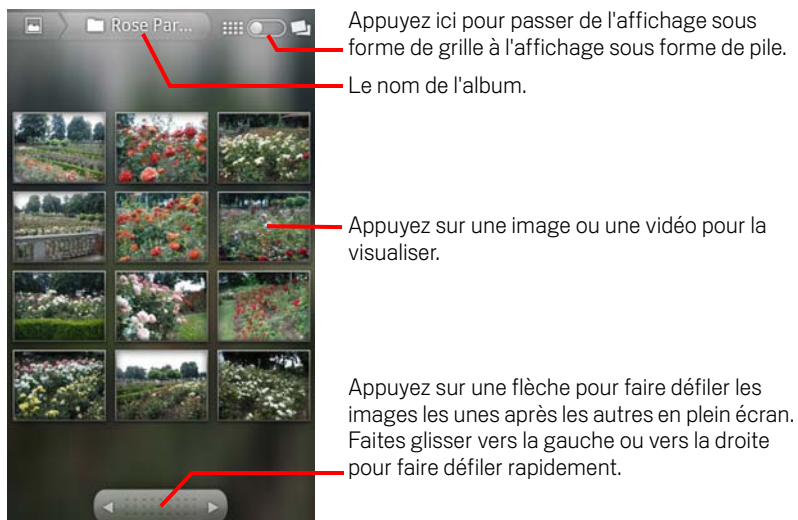 Rose Par...
Appuyez ici pour passer de l'affichage sous
forme de grille à l'affichage sous forme de pile.
Le nom de l'album.
Appuyez sur une image ou une vidéo pour la
visualiser.
Appuyez sur une flèche pour faire défiler les
images les unes après les autres en plein écran.
Faites glisser vers la gauche ou vers la droite
pour faire défiler rapidement.